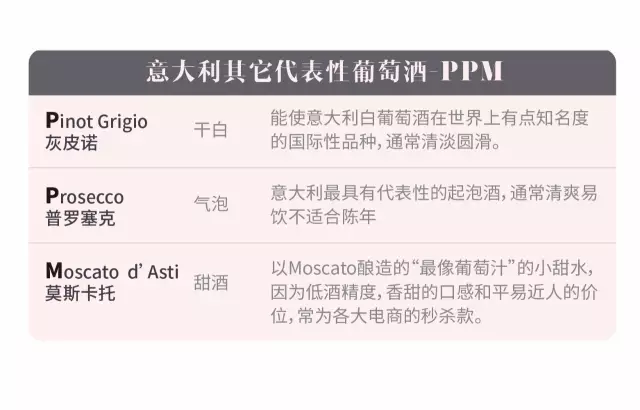 意大利其它代表性葡萄酒-PPM
Pinot Grigio
灰皮诺
干白
能使意大利白葡萄酒在世界上有点知名度
的国际性品种，通常清淡圆滑。
Prosecco
普罗塞克
气泡
意大利最具有代表性的起泡酒，通常清爽易
饮不适合陈年
Moscato d’Asti
莫斯卡托
甜酒
以Moscato酿造的“最像葡萄汁”的小甜水，
因为低酒精度，香甜的口感和平易近人的价
位，常为各大电商的秒杀款。